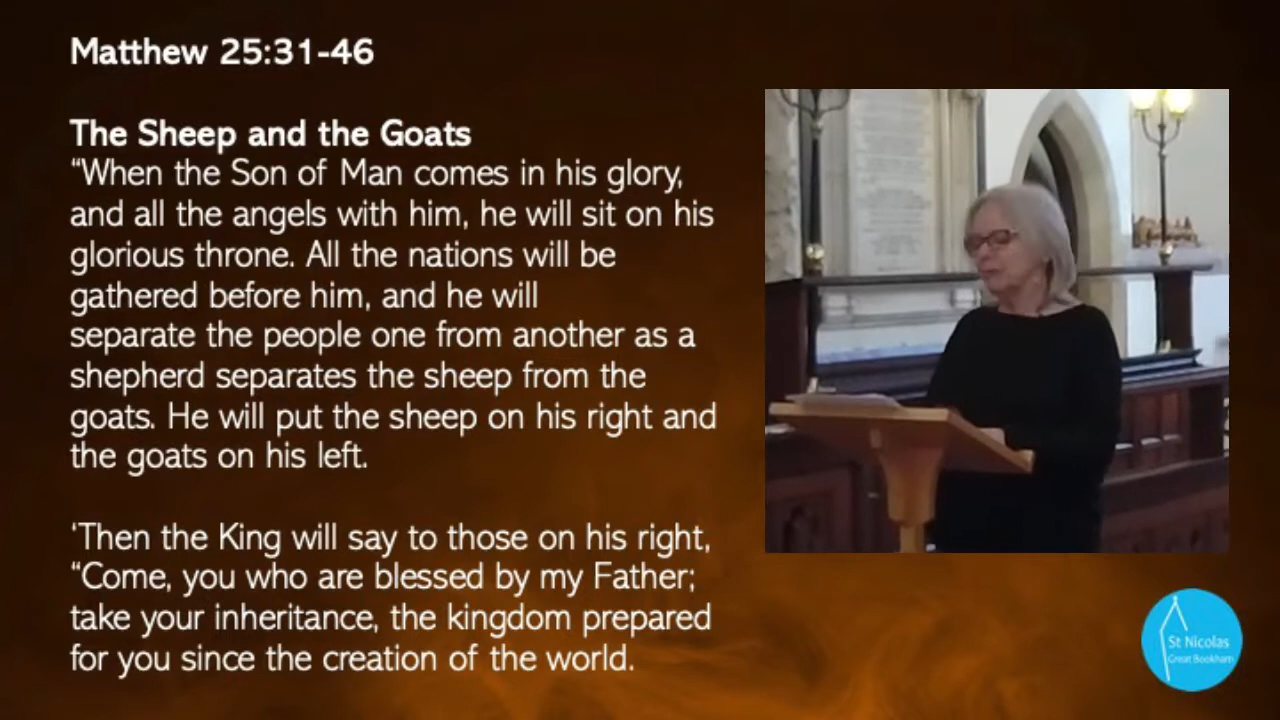 Matthew 25:31-46
The Sheep and the Goats
“When the Son of Man comes in his glory,
and all the angels with him, he will sit on his
glorious throne. All the nations will be
gathered before him, and he will
separate the people one from another as a
shepherd separates the sheep from the
goats. He will put the sheep on his right and
the goats on his left.
‘Then the King will say to those on his right,
“Come, you who are blessed by my Father;
take your inheritance, the kingdom prepared
for you since the creation of the world.
St Nicolas
Great Bookham